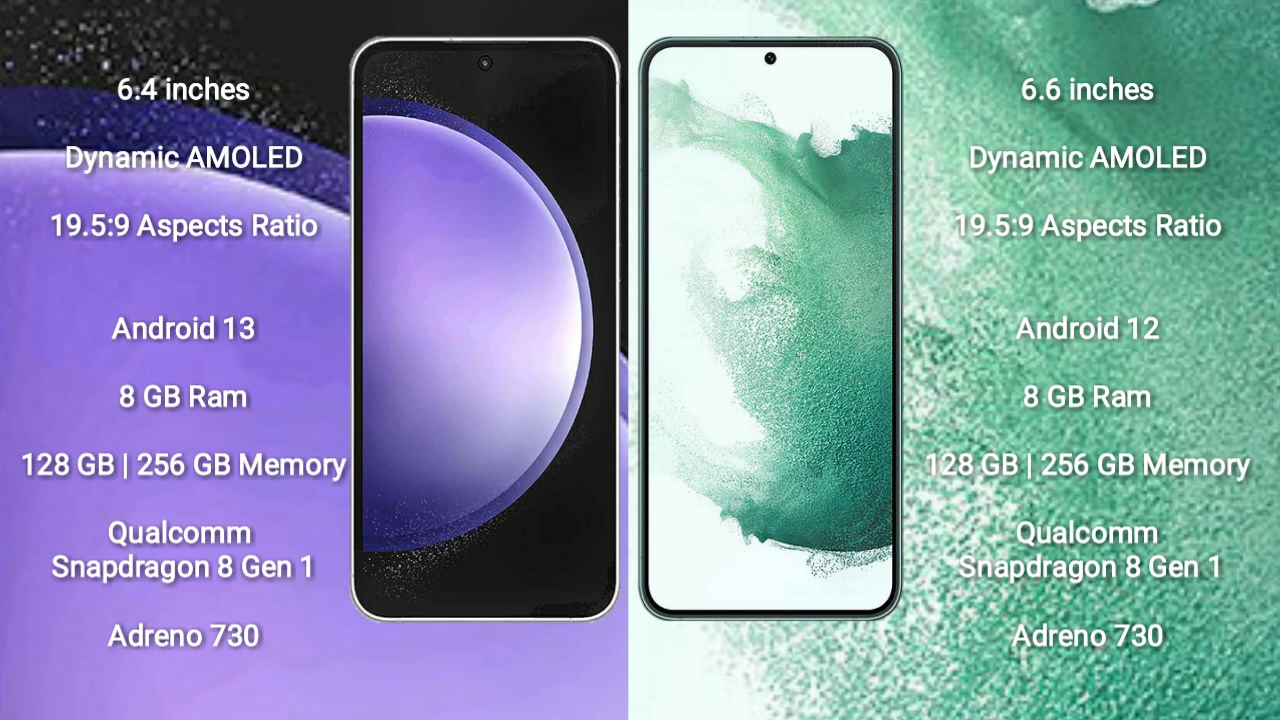 6.4 inches
Dynamic AMOLED
19.5:9 Aspects Ratio
Android 13
8 GB Ram
128 GB | 256 GB Memory
Qualcomm
Snapdragon 8 Gen 1
Adreno 730
6.6 inches
Dynamic AMOLED
19.5:9 Aspects Ratio
Android 12
8 GB Ram
128 GB | 256 GB Memory
Qualcomm
Snapdragon 8 Gen 1
Adreno 730